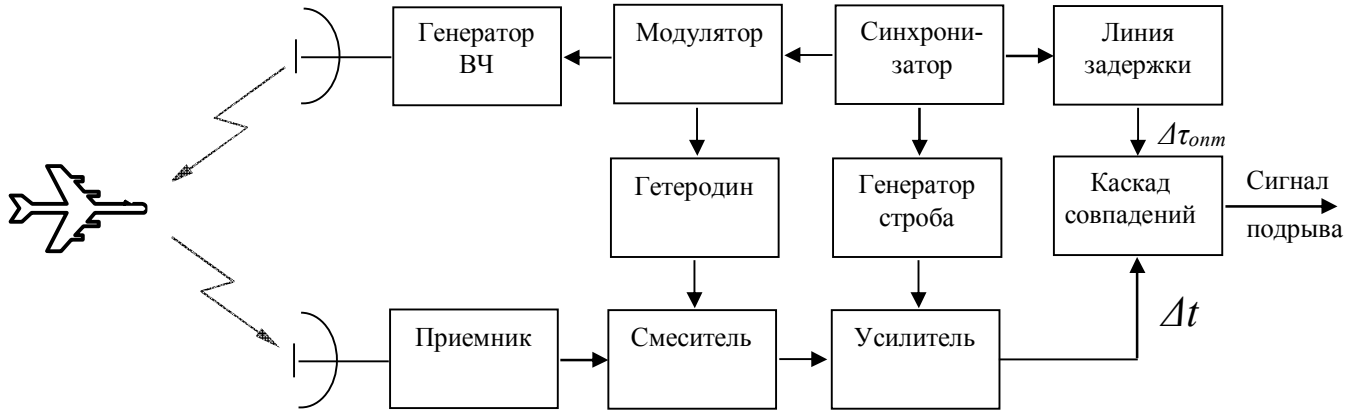 Генератор
ВЧ
Модулятор
Синхрони-
затор
Линия
задержки
Δτопт
Гетеродин
Генератор
строба
Каскад
совпадений
Сигнал
подрыва
Приемник
Смеситель
Усилитель
Δt